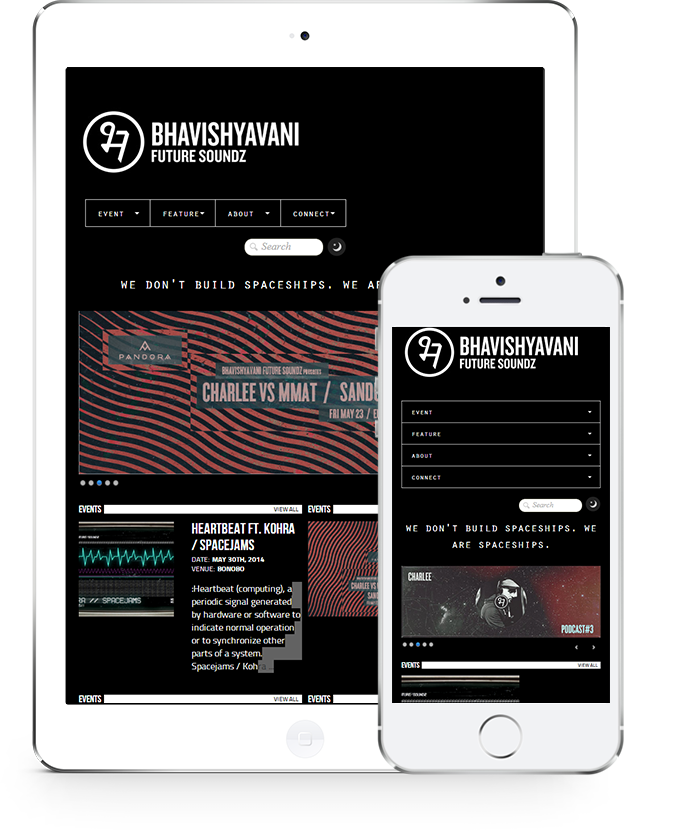 BHAVISHYAVANI
FUTURE SOUNDZ
EVENT
FEATURE
ABOUT
CONNECT
Search
WE DON'T BUILD SPACESHIPS. WE AR
PANDORA
BHAVISHYAVANI FUTURE SOUNDZ PRESENTS
CHARLEE VS MMAT / SANDE
FRI MAY 23 /
EVENTS VIEW ALL
EVENTS
HEARTBEAT FT. KOHRA
/ SPACEJAMS
DATE: MAY 30TH, 2014
VENUE: BONOBO
:Heartbeat (computing), a
periodic signal generated
by hardware or software to
indicate normal operation
or to synchronize other
parts of a system.
Spacejams / Koh
RA // SPACEJAMS
EVENTS VIEW ALL
EVENTS
BHAVISHYAVANI
FUTURE SOUNDZ
EVENT
FEATURE
ABOUT
CONNECT
Search
WE DON'T BUILD SPACESHIPS. WE
ARE SPACESHIPS.
CHARLEE
PODCAST#3
EVENTS VIEW ALL